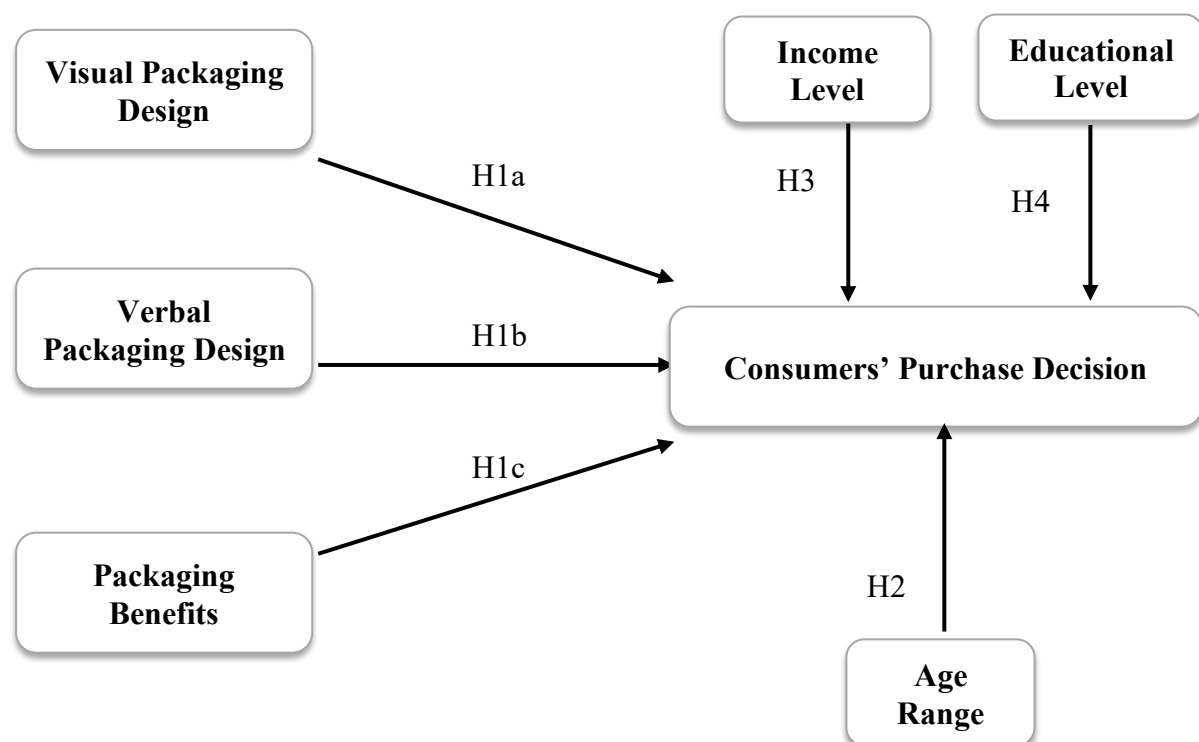 Visual Packaging
Design
Income
Level
Educational
Level
H1a
H3
H4
Verbal
Packaging Design
H1b
Consumers’ Purchase Decision
H1c
Packaging
Benefits
H2
Age
Range